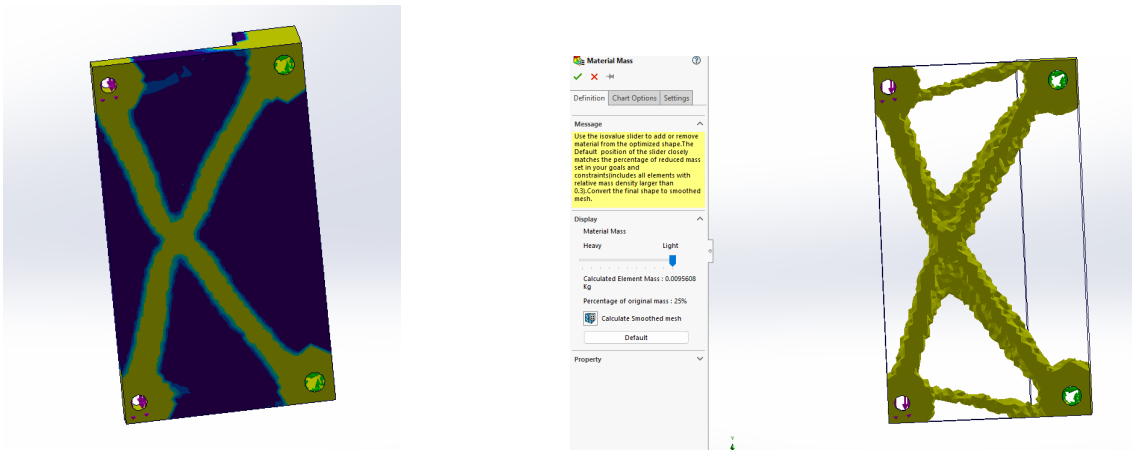 Material Mass
Definition Chart Options Settings
Message
Use the isovalue slider to add or remove
material from the optimized shape.The
Default position of the slider closely
matches the percentage of reduced mass
set in your goals and
constraints(includes all elements with
relative mass density larger than
0.3).Convert the final shape to smoothed
mesh.
Display
Material Mass
Heavy Light
Calculated Element Mass : 0.0095608
Kg
Percentage of original mass : 25%
Calculate Smoothed mesh
Default
Property
Y